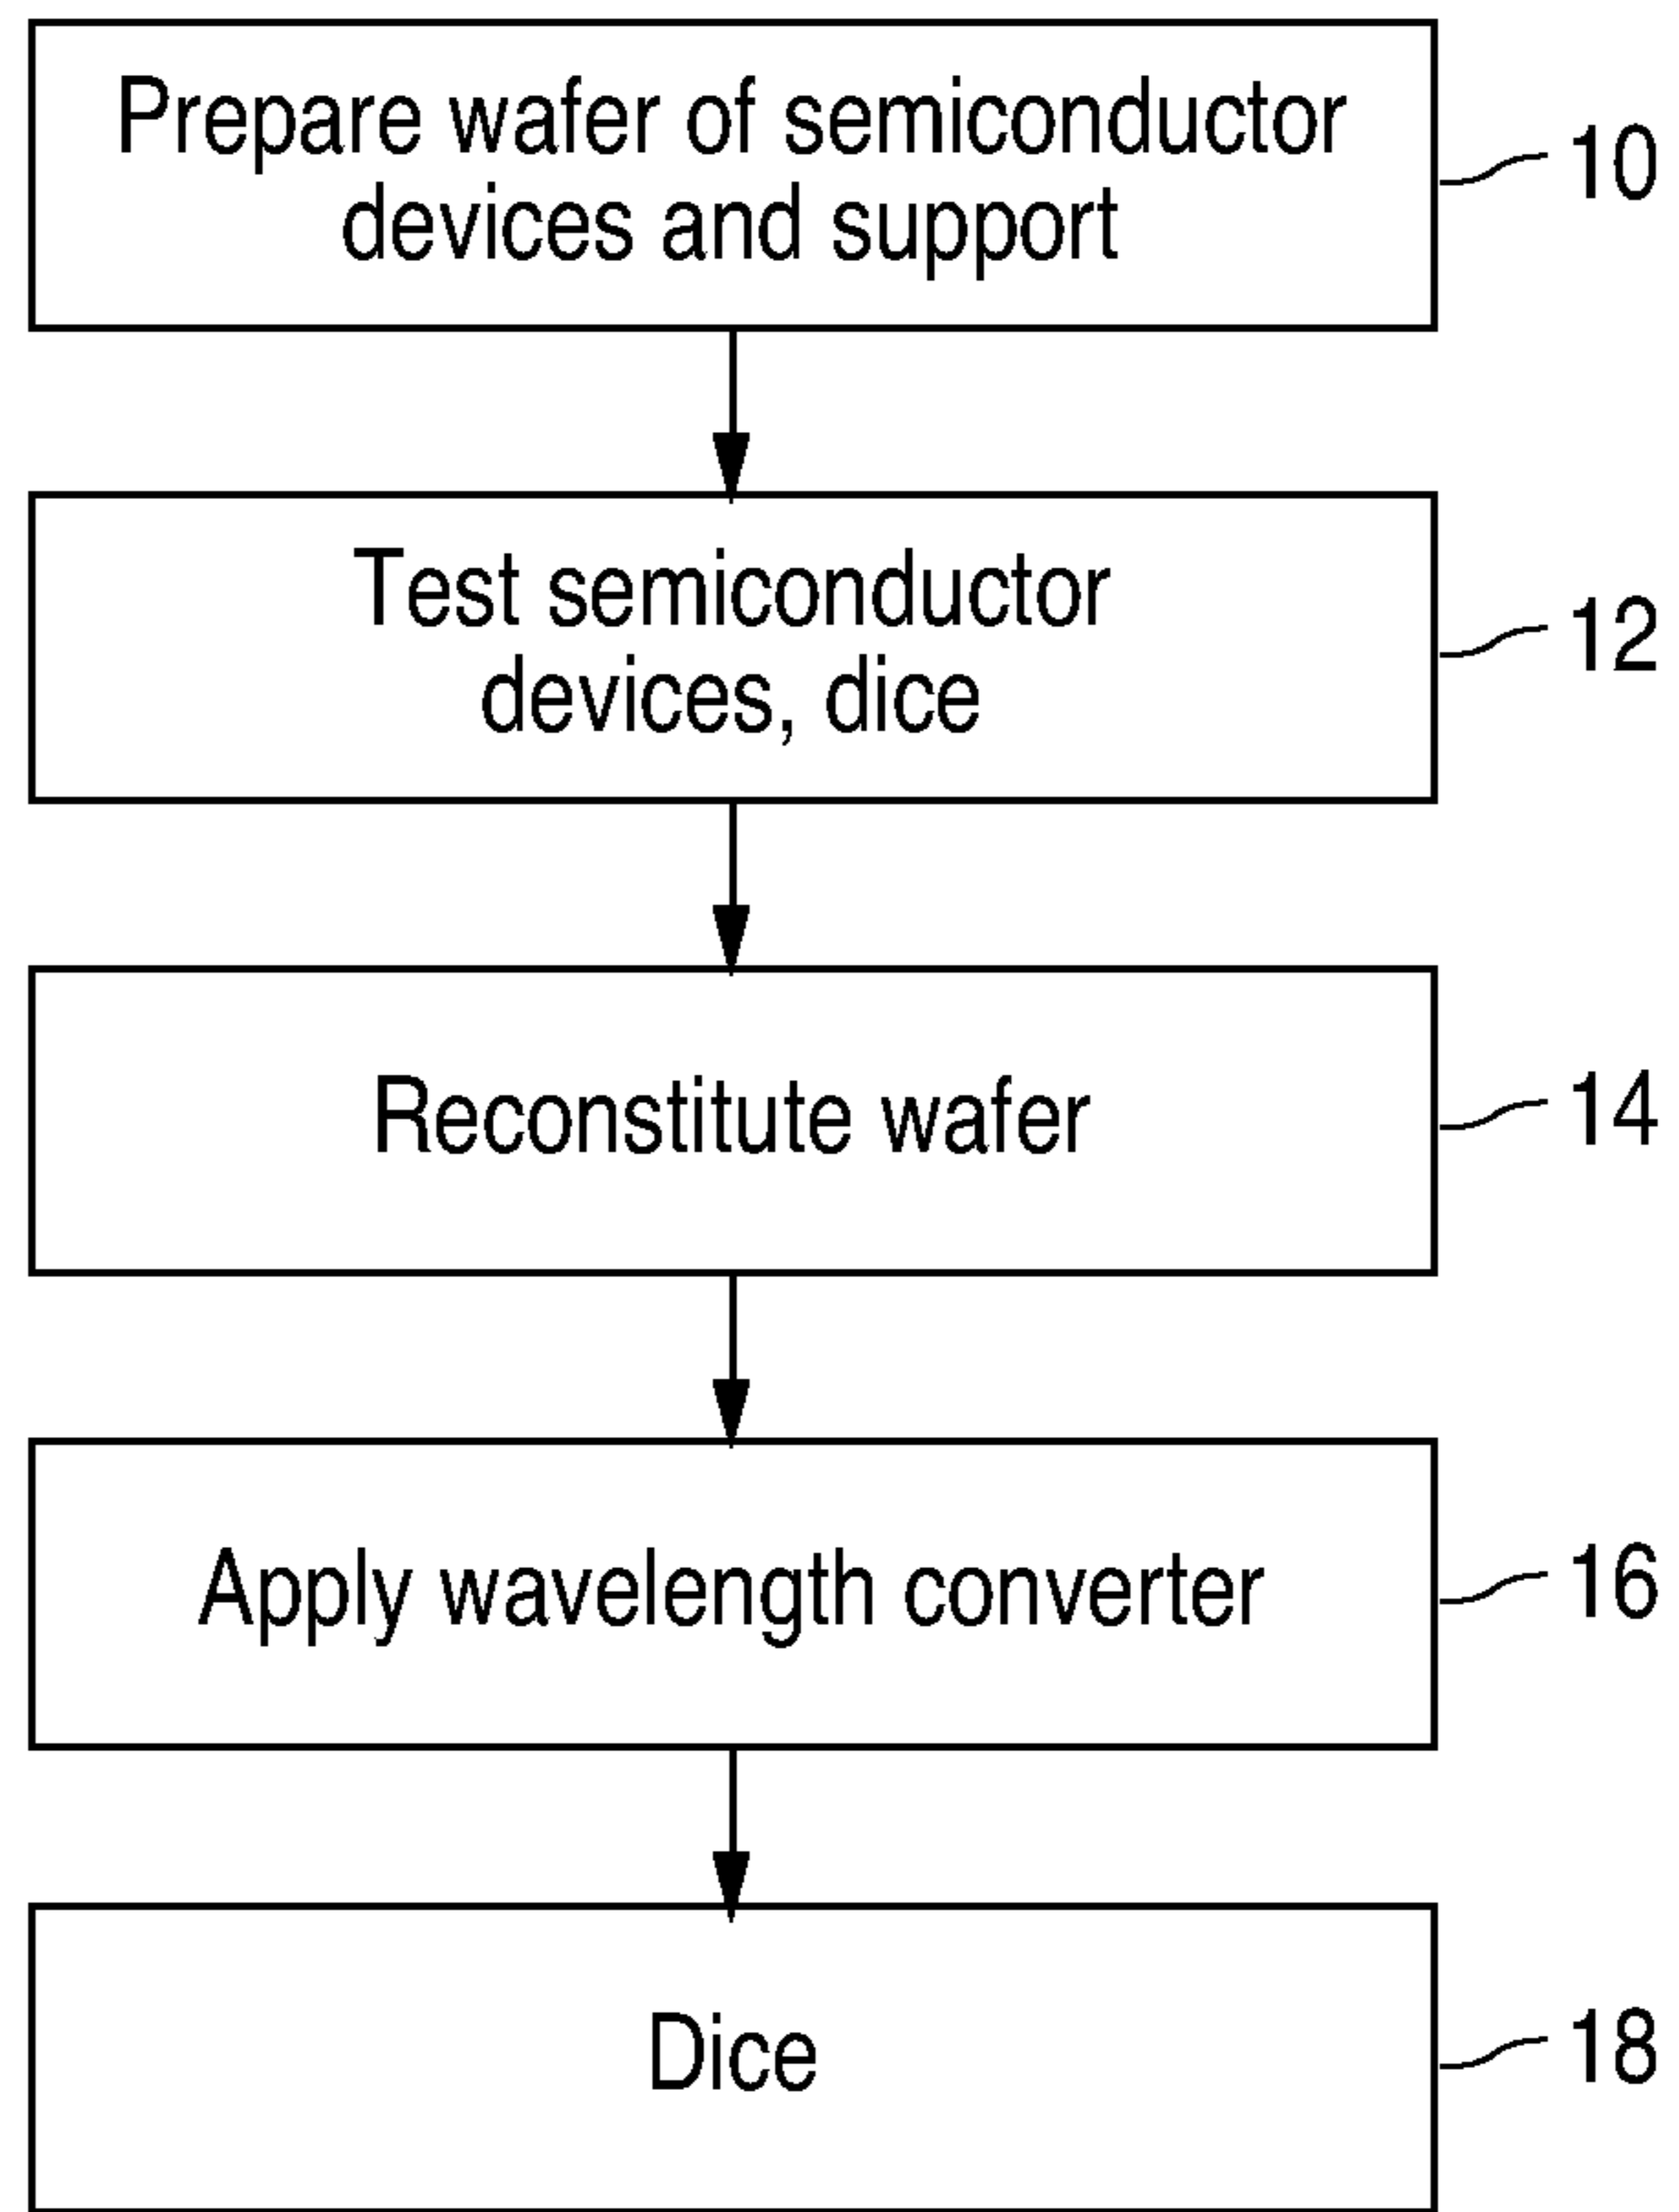 Prepare wafer of semiconductor
devices and support
10
Test semiconductor
devices, dice
12
Reconstitute wafer
14
Apply wavelength converter
16
Dice
18